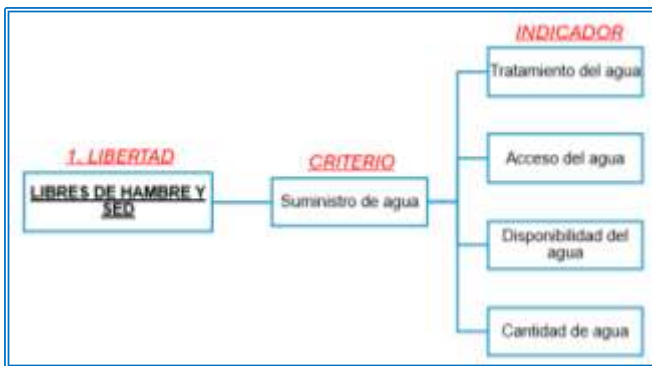 INDICADOR
Tratamiento del agua
1. LIBERTAD
LIBRES DE HAMBRE Y
SED
CRITERIO
Suministro de agua
Acceso del agua
Disponibilidad del
agua
Cantidad de agua